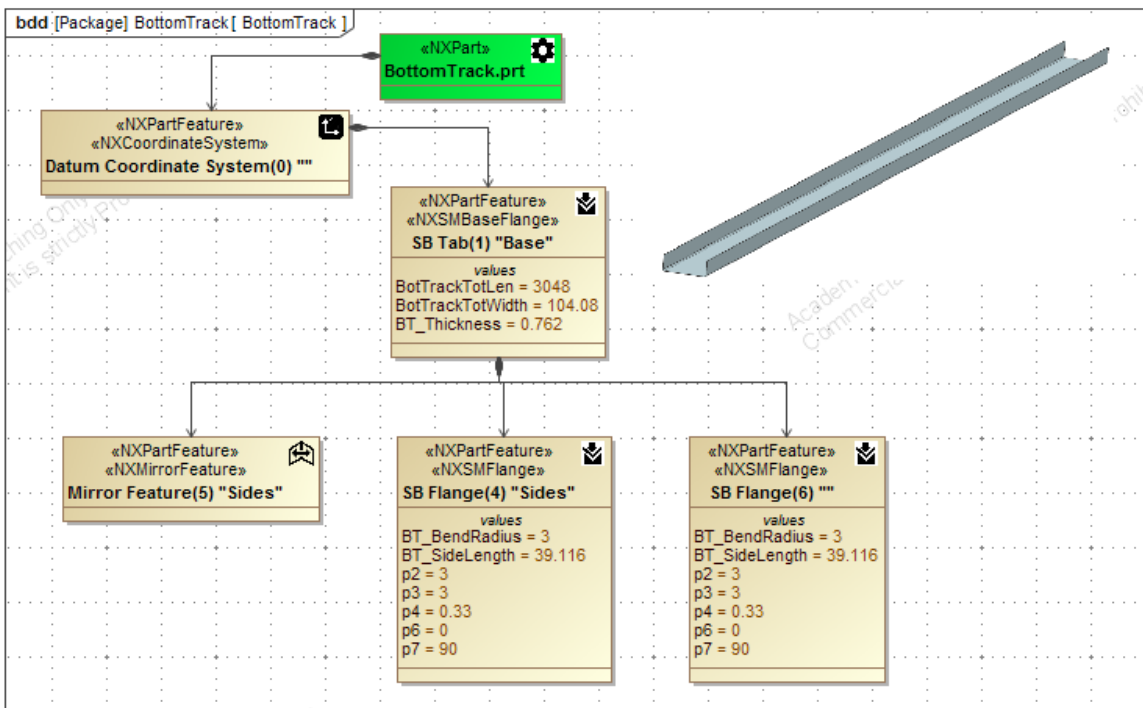 bdd [Package] BottomTrack [ BottomTrack ]
«NXPart»
BottomTrack.prt
«NXPartFeature»
«NXCoordinateSystem»
Datum Coordinate System(0) ""
«NXPartFeature»
«NXSMBaseFlange»
SB Tab(1) "Base"
values
BotTrackTotLen = 3048
BotTrackTotWidth = 104.08
BT_Thickness = 0.762
«NXPartFeature»
«NXMirrorFeature»
Mirror Feature(5) "Sides"
«NXPartFeature»
«NXSMFlange»
SB Flange(4) "Sides"
values
BT_BendRadius = 3
BT_SideLength = 39.116
p2 = 3
p3 = 3
p4 = 0.33
p6 = 0
p7 = 90
«NXPartFeature»
«NXSMFlange»
SB Flange(6) ""
values
BT_BendRadius = 3
BT_SideLength = 39.116
p2 = 3
p3 = 3
p4 = 0.33
p6 = 0
p7 = 90
strictly